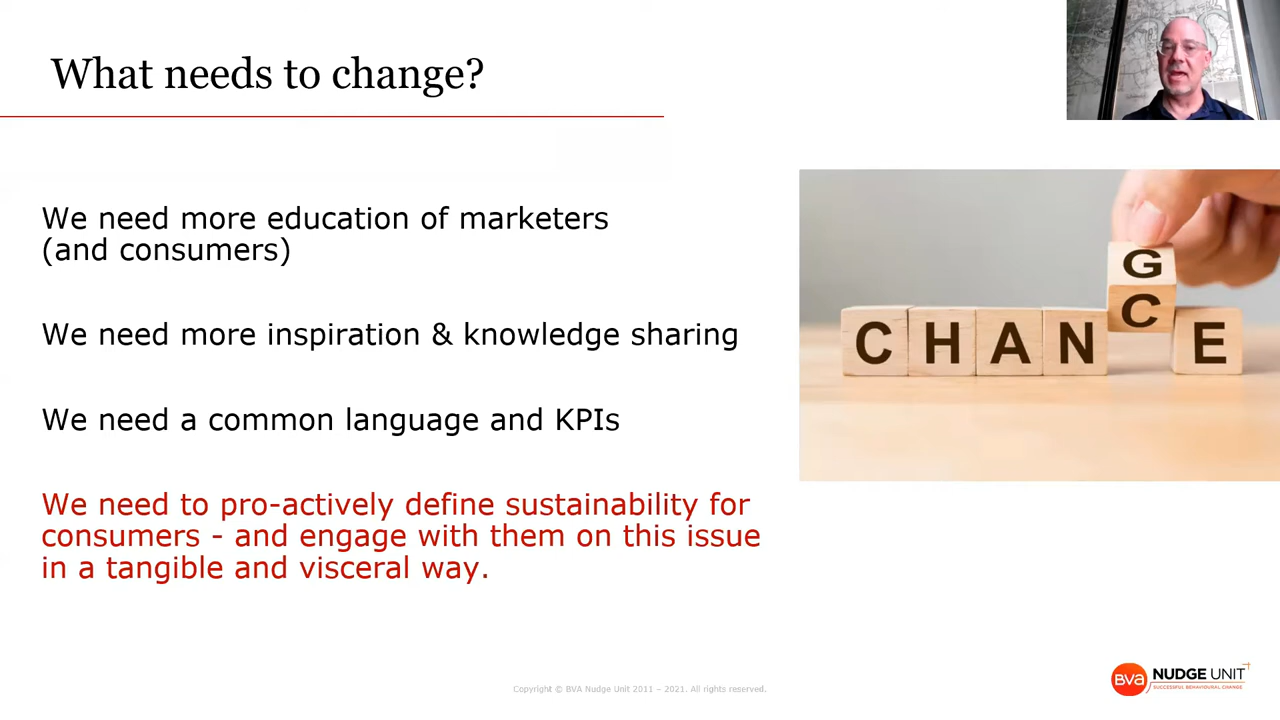 What needs to change?
We need more education of marketers
(and consumers)
We need more inspiration & knowledge sharing
We need a common language and KPIs
We need to pro-actively define sustainability for
consumers - and engage with them on this issue
in a tangible and visceral way.
G
C
CHAN E
BVA NUDGE UNIT
SUCCESSFUL BEHAVIOURAL CHANGE
Copyright © BVA Nudge Unit 2011 – 2021. All rights reserved.